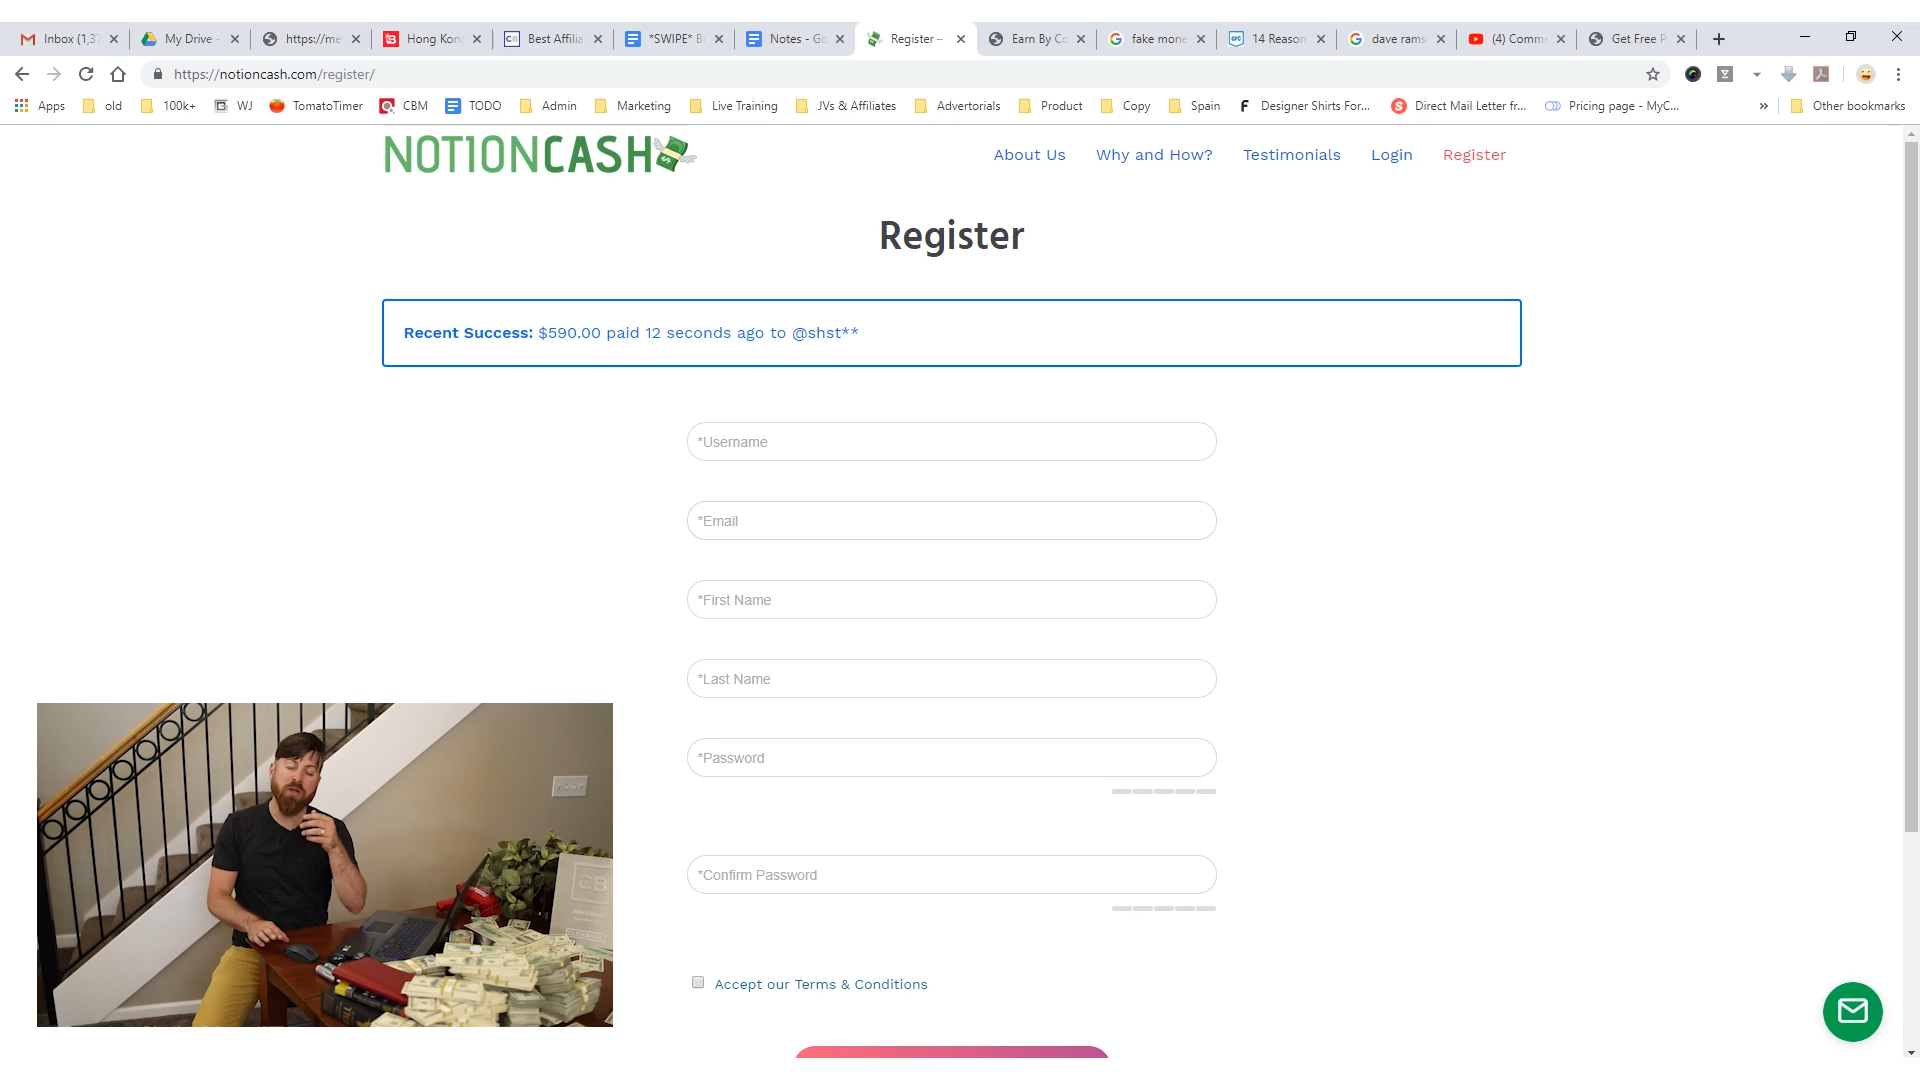 Inbox (1,37
My Drive -
https://me
Hong Kon
Best Affilia
*SWIPE* B
Notes - Go
Register –
Earn By Co
fake mone
14 Reason
dave rams
(4) Comm
Get Free P
https://notioncash.com/register/
Apps
old
100k+
WJ
TomatoTimer
CBM
TODO
Admin
Marketing
Live Training
JVs & Affiliates
Advertorials
Product
Copy
Spain
Designer Shirts For...
Direct Mail Letter fr...
Pricing page - MyC...
»
Other bookmarks
NOTIONCASH
About Us
Why and How?
Testimonials
Login
Register
Register
Recent Success: $590.00 paid 12 seconds ago to @shst**
*Username
*Email
*First Name
*Last Name
*Password
*Confirm Password
CB
Accept our Terms & Conditions